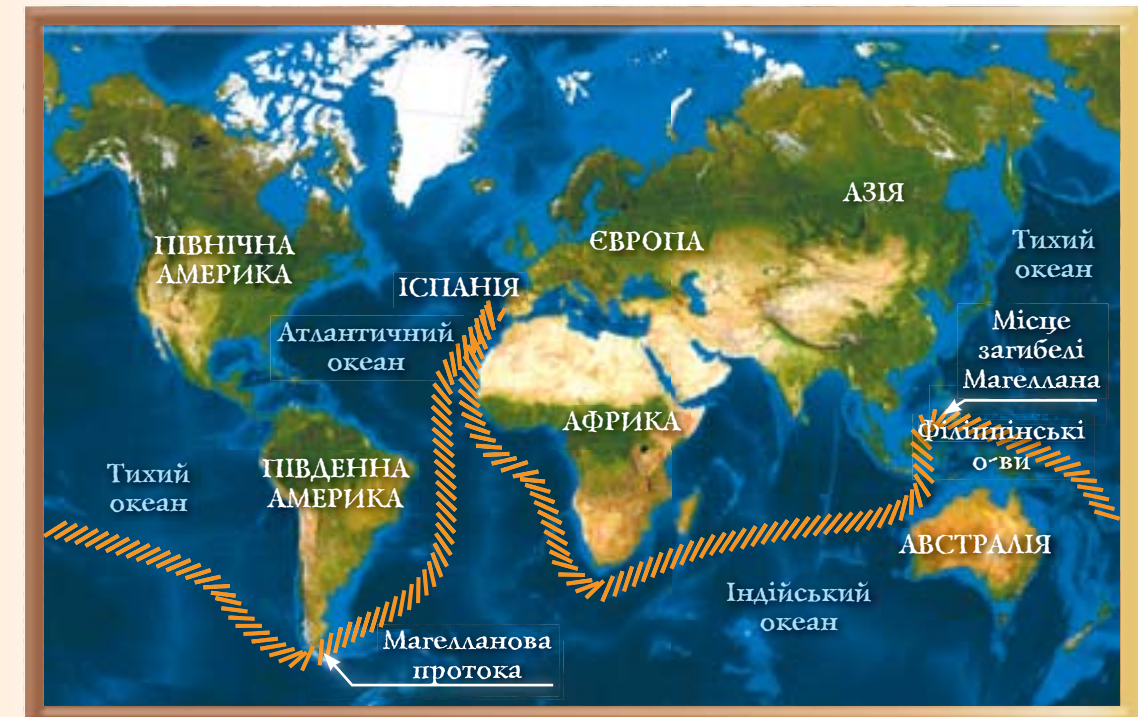 АЗІЯ
ПІВНІЧНА
АМЕРИКА
ЄВРОПА
Тихий
океан
ІСПАНІЯ
Атлантичний
океан
Місце
загибелі
Магеллана
АФРИКА
Філіппінські
о-ви
Тихий
океан
ПІВДЕННА
АМЕРИКА
АВСТРАЛІЯ
Індійський
океан
Магелланова
протока